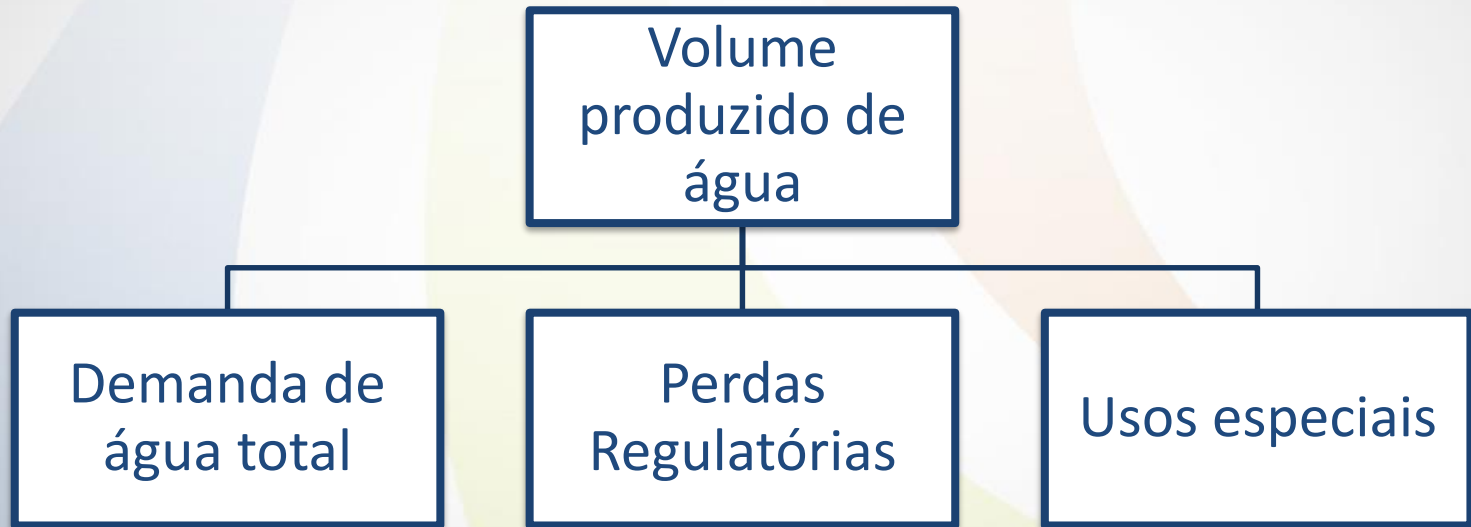 Volume
produzido de
água
Demanda de
água total
Perdas
Regulatórias
Usos especiais